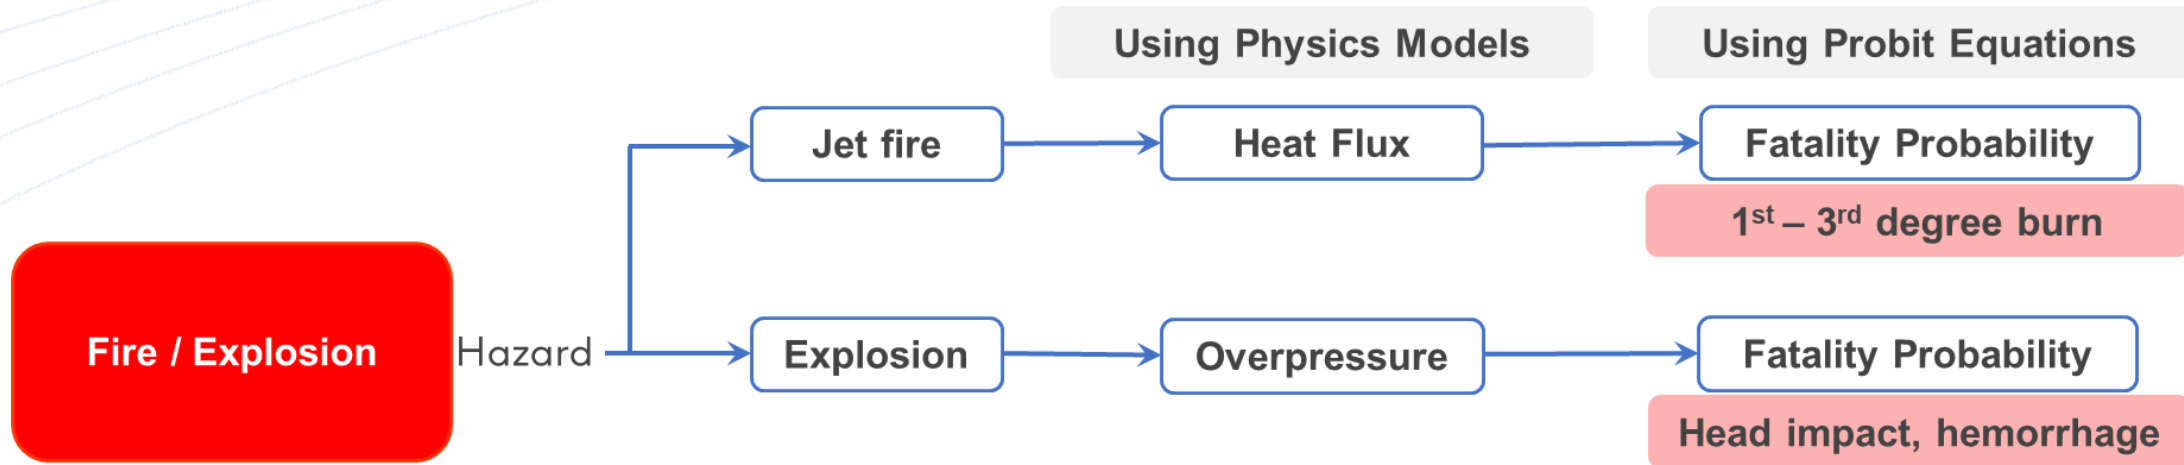 Using Physics Models
Using Probit Equations
Jet fire
Heat Flux
Fatality Probability
1st – 3rd degree burn
Fire / Explosion
Hazard
Explosion
Overpressure
Fatality Probability
Head impact, hemorrhage